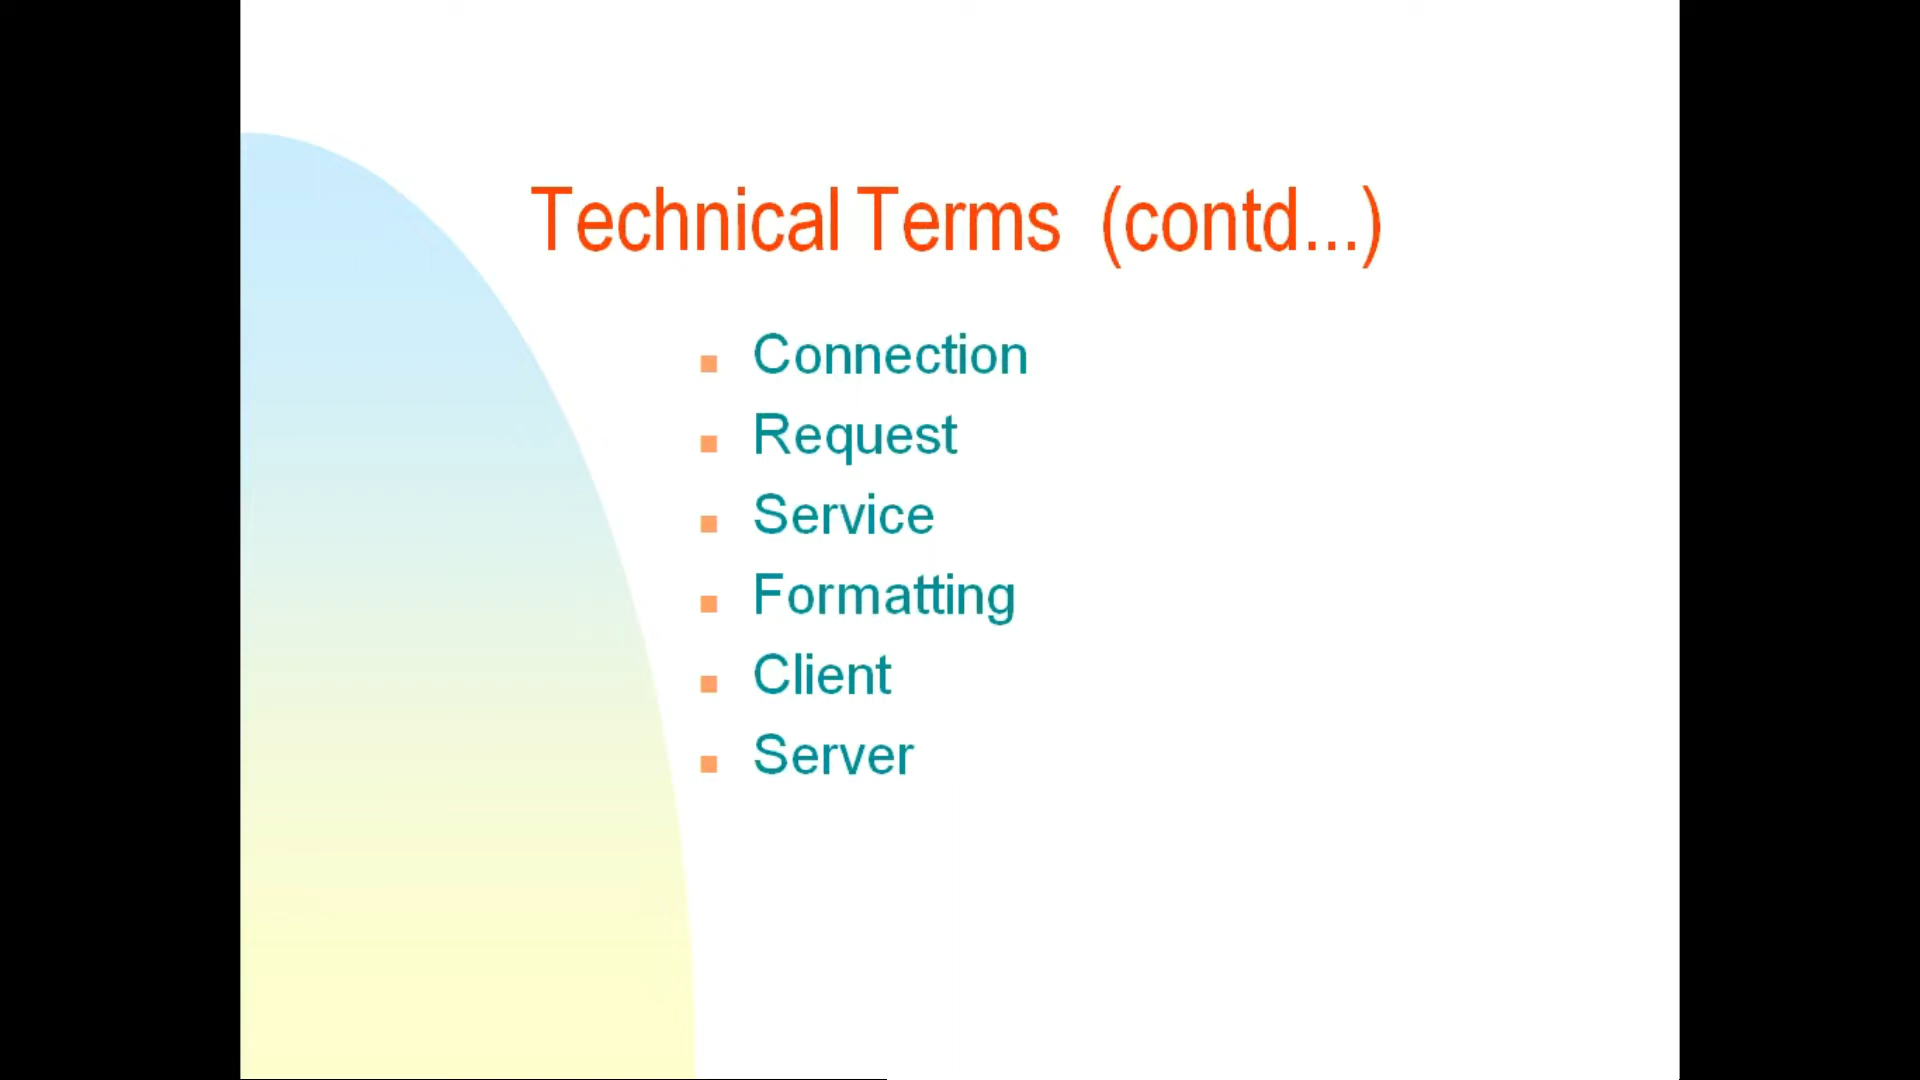 Technical Terms (contd...)
Connection
Request
Service
Formatting
Client
Server